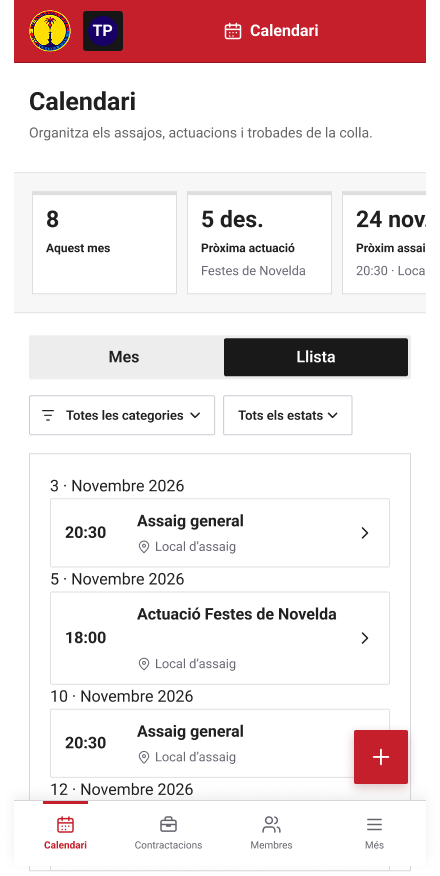 TP
Calendari
Calendari
Organitza els assajos, actuacions i trobades de la colla.
8
Aquest mes
5 des.
Pròxima actuació
Festes de Novelda
24 nov.
Pròxim assai
20:30 · Loca
Mes
Llista
Totes les categories
Tots els estats
3 · Novembre 2026
20:30
Assaig general
Local d'assaig
5 · Novembre 2026
18:00
Actuació Festes de Novelda
Local d'assaig
10 · Novembre 2026
20:30
Assaig general
Local d'assaig
12 · Novembre 2026
Calendari
Contractacions
Membres
Més